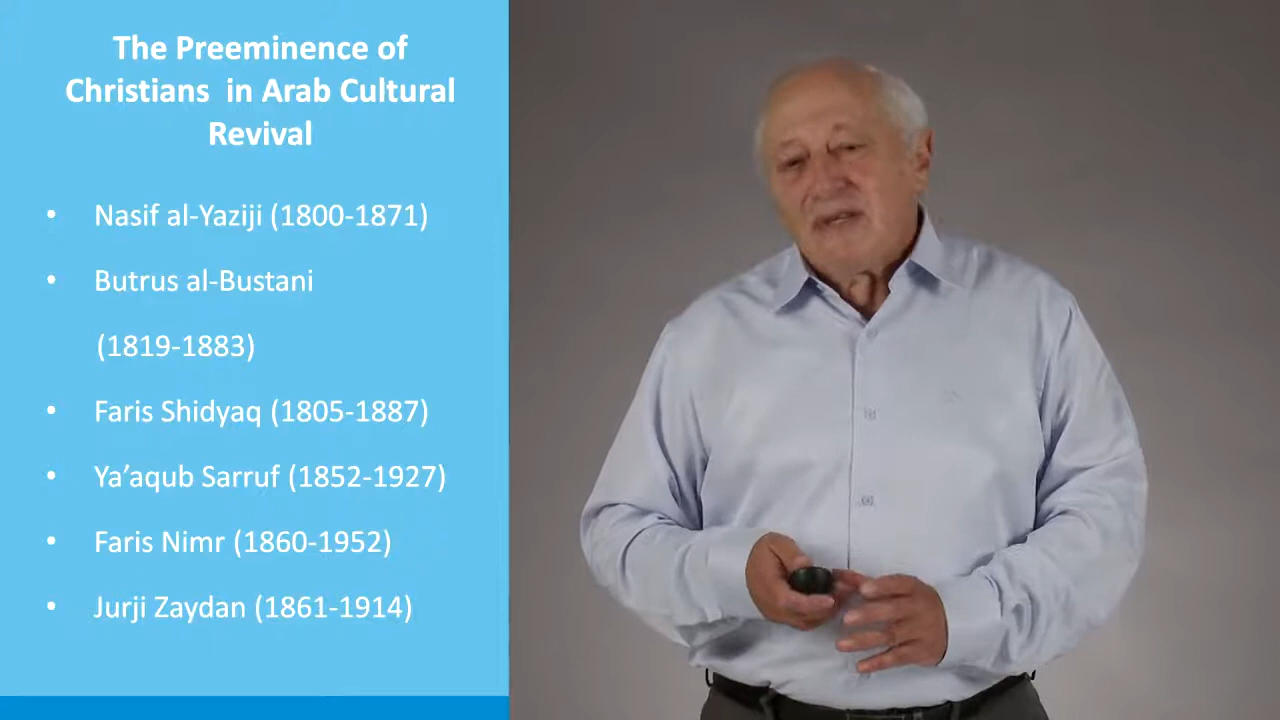 The Preeminence of
Christians in Arab Cultural
Revival
• Nasif al-Yaziji (1800-1871)
• Butrus al-Bustani
(1819-1883)
• Faris Shidyaq (1805-1887)
• Ya’aqub Sarruf (1852-1927)
• Faris Nimr (1860-1952)
• Jurji Zaydan (1861-1914)